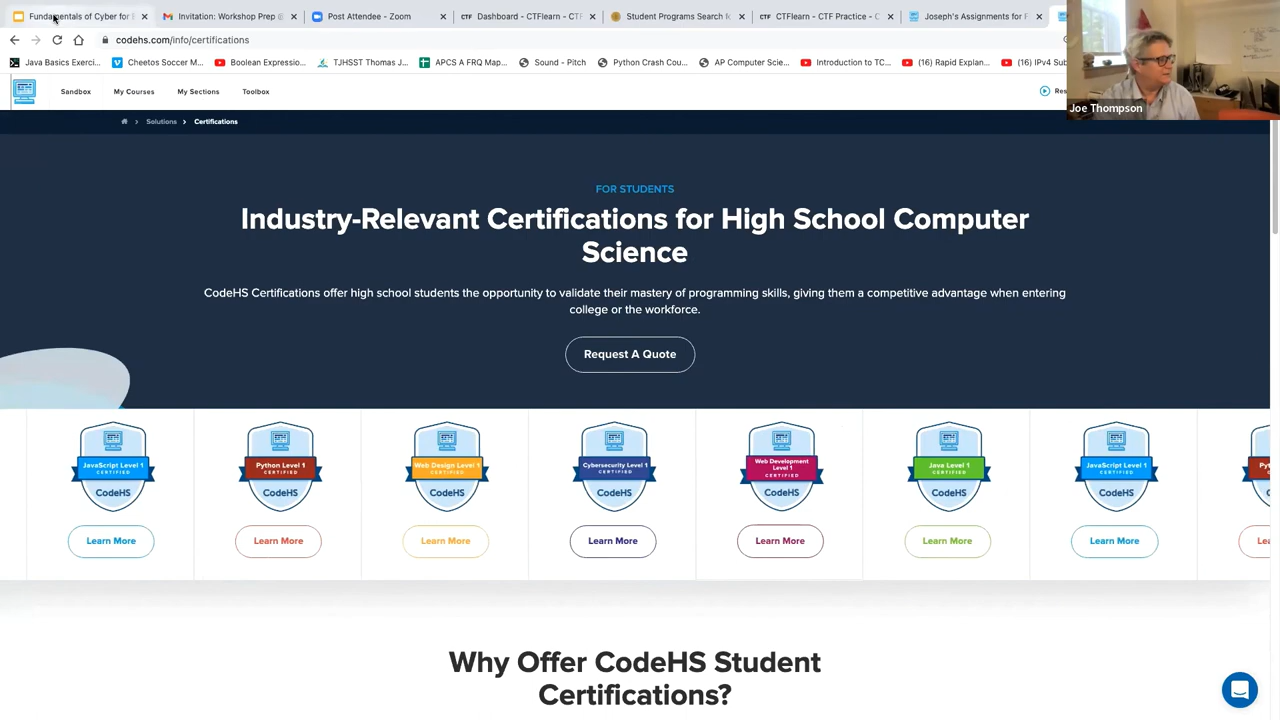 Fundamentals of Cyber for
Invitation: Workshop Prep @
Post Attendee - Zoom
CTF Dashboard - CTFlearn - CT
Student Programs Search
CTF CTFlearn - CTF Practice - C
Joseph's Assignments for
codehs.com/info/certifications
Java Basics Exerci...
Cheetos Soccer M...
Boolean Expressio...
TJHSST Thomas J...
APCS A FRQ Map...
Sound - Pitch
Python Crash Cou...
AP Computer Scie...
Introduction to TC...
(16) Rapid Explan...
(16) IPv4 Sub
Sandbox
My Courses
My Sections
Toolbox
Res
Joe Thompson
Solutions > Certifications
FOR STUDENTS
Industry-Relevant Certifications for High School Computer
Science
CodeHS Certifications offer high school students the opportunity to validate their mastery of programming skills, giving them a competitive advantage when entering
college or the workforce.
Request A Quote
JavaScript Level 1
CERTIFIED
CodeHS
Learn More
Python Level 1
CERTIFIED
CodeHS
Learn More
Web Design Level 1
CERTIFIED
CodeHS
Learn More
Cybersecurity Level 1
CERTIFIED
CodeHS
Learn More
Web Development
Level 1
CERTIFIED
CodeHS
Learn More
Java Level 1
CERTIFIED
CodeHS
Learn More
JavaScript Level 1
CERTIFIED
CodeHS
Learn More
Py
Lea
Why Offer CodeHS Student
Certifications?